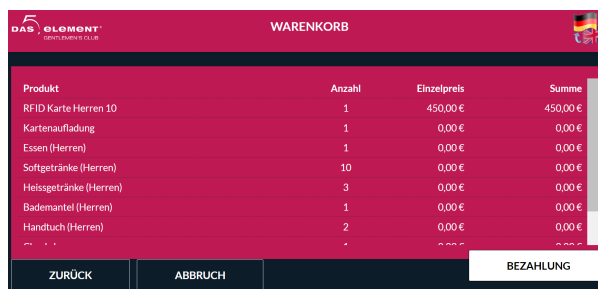 DAS 5 ELEMENT
GENTLEMEN'S CLUB
WARENKORB
Produkt Anzahl Einzelpreis Summe
RFID Karte Herren 10 1 450,00 € 450,00 €
Kartenaufladung 1 0,00 € 0,00 €
Essen (Herren) 1 0,00 € 0,00 €
Softgetränke (Herren) 10 0,00 € 0,00 €
Heissgetränke (Herren) 3 0,00 € 0,00 €
Bademantel (Herren) 1 0,00 € 0,00 €
Handtuch (Herren) 2 0,00 € 0,00 €
ZURÜCK ABBRUCH BEZAHLUNG